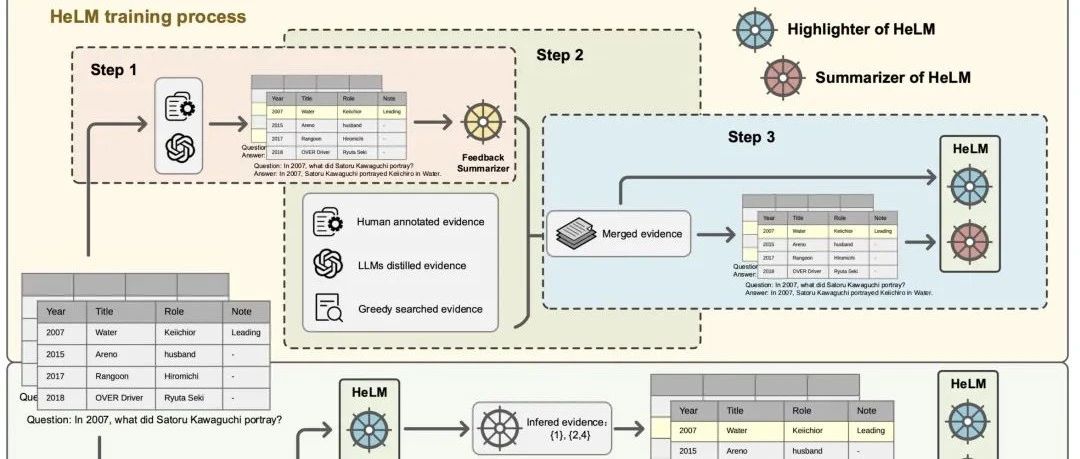 HeLM training process
Highlighter of HeLM
Summarizer of HeLM
Step 1
Year Title Role Note
2007 Water Keiichior Leading
2015 Areno husband -
2017 Rangoon Hiromichi -
2018 OVER Driver Ryuta Seki -
Question
Answer:
Question: In 2007, what did Satoru Kawaguchi portray?
Answer: In 2007, Satoru Kawaguchi portrayed Keiichiro in Water.
Feedback
Summarizer
Step 2
Human annotated evidence
LLMs distilled evidence
Greedy searched evidence
Step 3
Merged evidence
Year Title Role Note
2007 Water Keiichior Leading
2015 Areno husband -
2017 Rangoon Hiromichi -
2018 OVER Driver Ryuta Seki -
Questio
Answer:
Question: In 2007, what did Satoru Kawaguchi portray?
Answer: In 2007, Satoru Kawaguchi portrayed Keiichiro in Water.
HeLM
Year Title Role Note
2007 Water Keiichior Leading
2015 Areno husband -
2017 Rangoon Hiromichi -
2018 OVER Driver Ryuta Seki -
Que
Question: In 2007, what did Satoru Kawaguchi portray?
HeLM
Infered evidence:
{1}, {2,4}
Year Title Role Note
2007 Water Keiichior Leading
2015 Areno husband -
HeLM